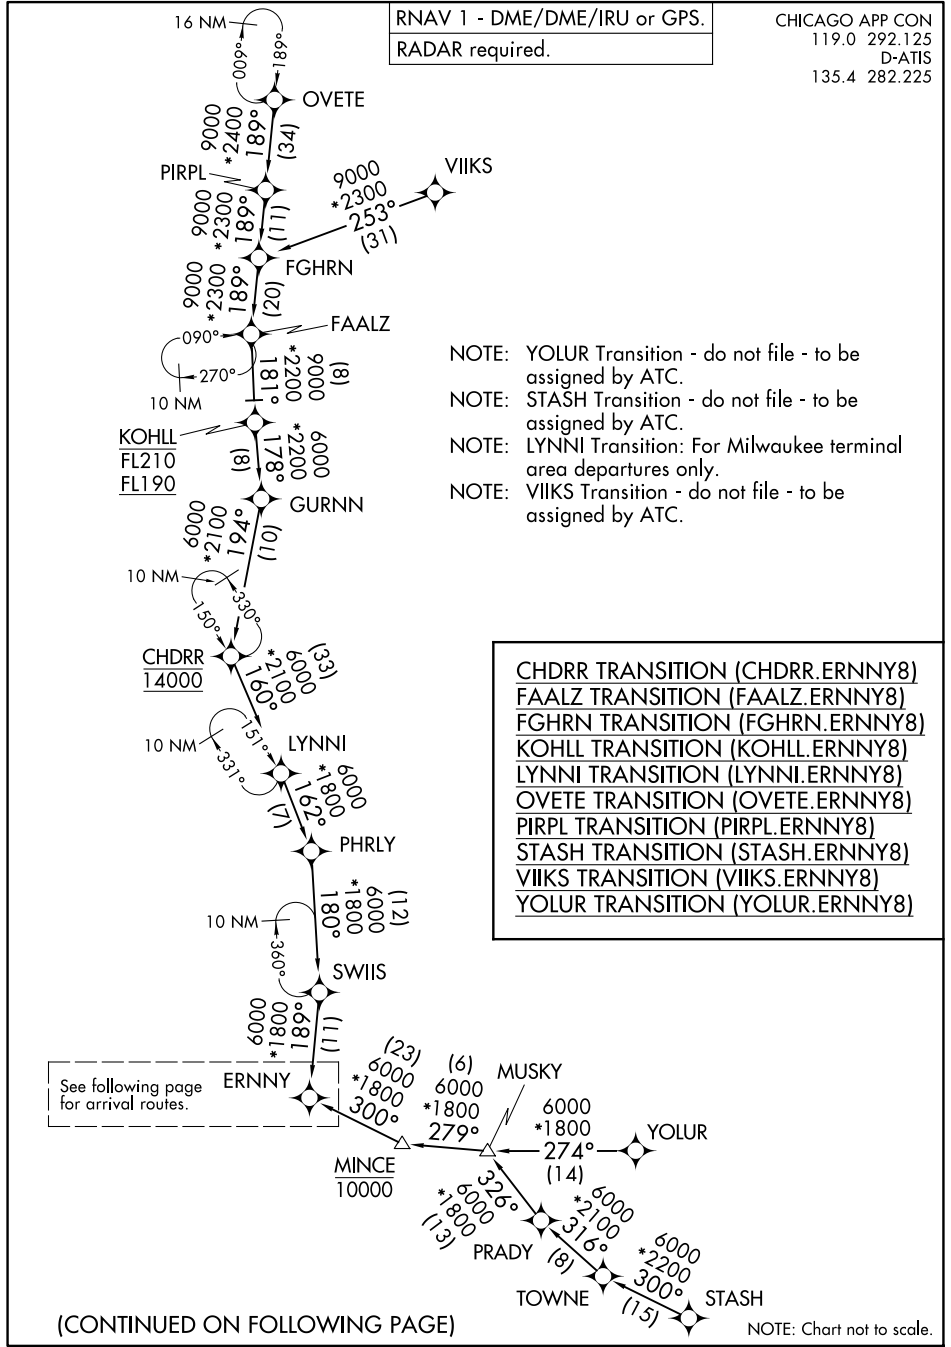 RNAV 1 - DME/DME/IRU or GPS.
RADAR required.
CHICAGO APP CON
119.0 292.125
D-ATIS
135.4 282.225
16 NM
009°
189°
OVETE
9000
*2400
189°
(34)
PIRPL
VIIKS
9000
*2300
253°
(31)
9000
*2300
189°
(11)
FGHRN
9000
*2300
189°
(20)
FAALZ
090°
270°
10 NM
(8)
9000
*2200
181°
NOTE: YOLUR Transition - do not file - to be
assigned by ATC.
NOTE: STASH Transition - do not file - to be
assigned by ATC.
NOTE: LYNNI Transition: For Milwaukee terminal
area departures only.
NOTE: VIIKS Transition - do not file - to be
assigned by ATC.
KOHLL
FL210
FL190
6000
*2200
178°
(8)
GURNN
6000
*2100
194°
(10)
10 NM
330°
150°
CHDRR
14000
(33)
6000
*2100
160°
CHDRR TRANSITION (CHDRR.ERNNY8)
FAALZ TRANSITION (FAALZ.ERNNY8)
FGHRN TRANSITION (FGHRN.ERNNY8)
KOHLL TRANSITION (KOHLL.ERNNY8)
LYNNI TRANSITION (LYNNI.ERNNY8)
OVETE TRANSITION (OVETE.ERNNY8)
PIRPL TRANSITION (PIRPL.ERNNY8)
STASH TRANSITION (STASH.ERNNY8)
VIIKS TRANSITION (VIIKS.ERNNY8)
YOLUR TRANSITION (YOLUR.ERNNY8)
10 NM
151°
331°
LYNNI
6000
*1800
162°
(7)
PHRLY
(12)
6000
*1800
180°
10 NM
360°
SWIIS
6000
*1800
189°
(11)
See following page
for arrival routes.
ERNNY
(23)
6000
*1800
300°
(6)
6000
*1800
279°
MUSKY
6000
*1800
274°
(14)
YOLUR
MINCE
10000
326°
6000
*1800
(13)
PRADY
6000
*2100
316°
(8)
TOWNE
6000
*2200
300°
(15)
STASH
(CONTINUED ON FOLLOWING PAGE)
NOTE: Chart not to scale.